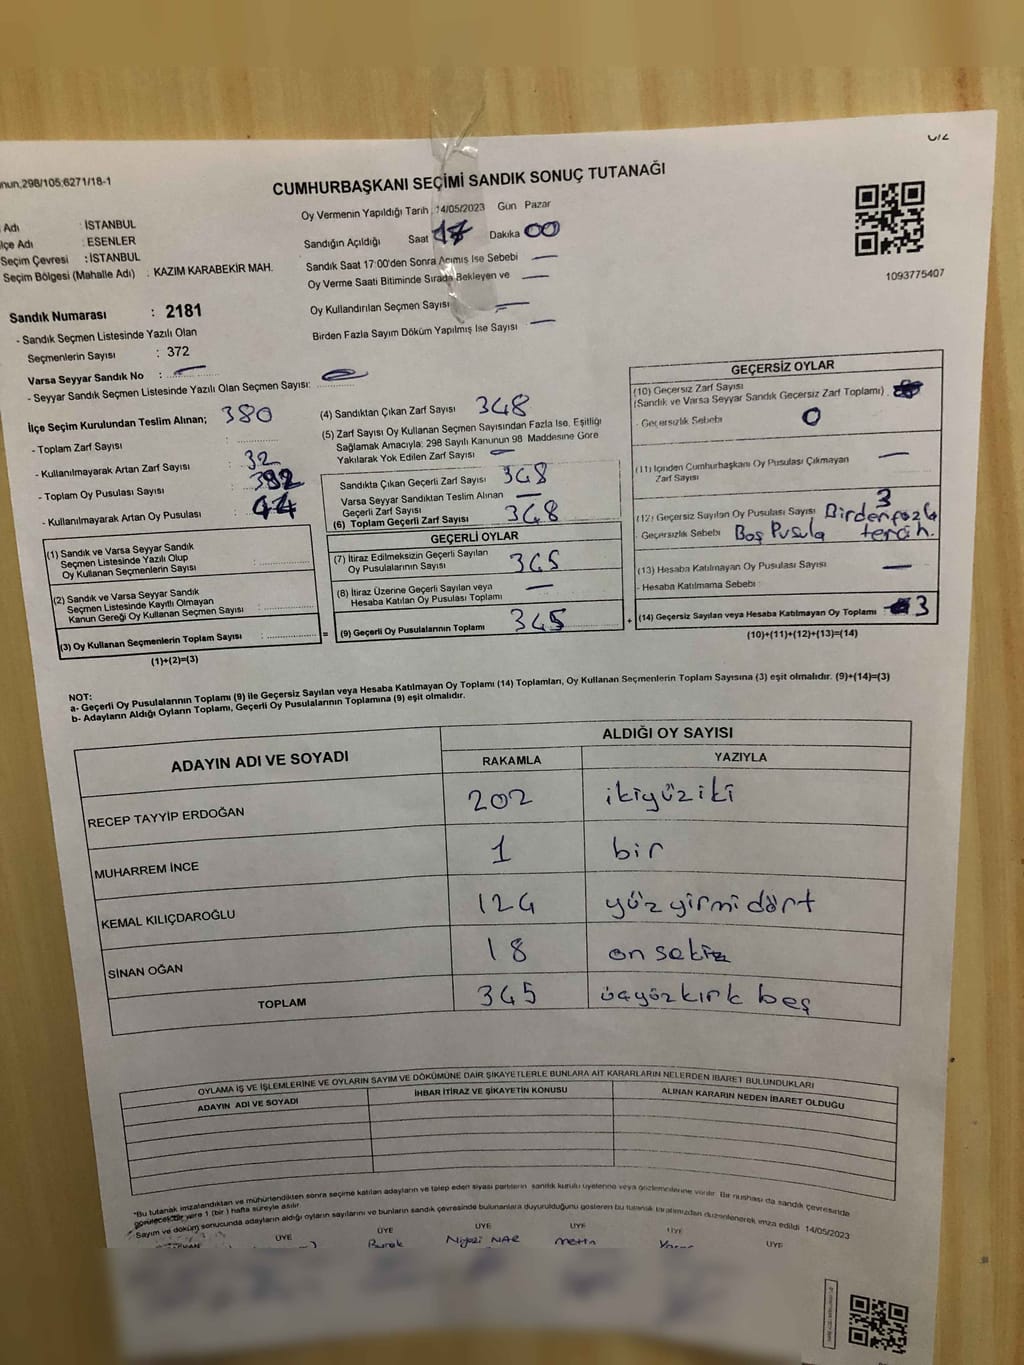 nun,298/105;6271/18-1
CUMHURBAŞKANI SEÇİMİ SANDIK SONUÇ TUTANAĞI
Adı : İSTANBUL
lçe Adı : ESENLER
Seçim Çevresi : İSTANBUL
Seçim Bölgesi (Mahalle Adı) : KAZIM KARABEKİR MAH.
Sandık Numarası : 2181
- Sandık Seçmen Listesinde Yazılı Olan
Seçmenlerin Sayısı : 372
Varsa Seyyar Sandık No :
- Seyyar Sandık Seçmen Listesinde Yazılı Olan Seçmen Sayısı:
Oy Vermenin Yapıldığı Tarih : 14/05/2023 Gün Pazar
Sandığın Açıldığı Saat 17 Dakika 00
Sandık Saat 17:00'den Sonra Açımış Ise Sebebi
Oy Verme Saati Bitiminde Sırada Bekleyen ve
Oy Kullandırılan Seçmen Sayısı
Birden Fazla Sayım Döküm Yapılmış Ise Sayısı
1093775407
İlçe Seçim Kurulundan Teslim Alınan; 380
- Toplam Zarf Sayısı :
- Kullanılmayarak Artan Zarf Sayısı : 32
- Toplam Oy Pusulası Sayısı :
- Kullanılmayarak Artan Oy Pusulası : 44
(1) Sandık ve Varsa Seyyar Sandık
Seçmen Listesinde Yazılı Olup
Oy Kullanan Seçmenlerin Sayısı :
(2) Sandık ve Varsa Seyyar Sandık
Seçmen Listesinde Kayıtlı Olmayan
Kanun Gereği Oy Kullanan Seçmen Sayısı :
(3) Oy Kullanan Seçmenlerin Toplam Sayısı : =
(1)+(2)=(3)
(4) Sandıktan Çıkan Zarf Sayısı 348
(5) Zarf Sayısı Oy Kullanan Seçmen Sayısından Fazla Ise, Eşitliği
Sağlamak Amacıyla; 298 Sayılı Kanunun 98 Maddesine Göre
Yakılarak Yok Edilen Zarf Sayısı
Sandıkta Çıkan Geçerli Zarf Sayısı 348
Varsa Seyyar Sandıktan Teslim Alınan
Geçerli Zarf Sayısı
(6) Toplam Geçerli Zarf Sayısı 348
GEÇERLİ OYLAR
(7) İtiraz Edilmeksizin Geçerli Sayılan
Oy Pusulalarının Sayısı 345
(8) İtiraz Üzerine Geçerli Sayılan veya
Hesaba Katılan Oy Pusulası Toplamı
(9) Geçerli Oy Pusulalarının Toplamı 345 +
GEÇERSİZ OYLAR
(10) Geçersiz Zarf Sayısı
(Sandık ve Varsa Seyyar Sandık Geçersiz Zarf Toplamı)
- Geçersizlik Sebebi 0
(11) İçinden Cumhurbaşkanı Oy Pusulası Çıkmayan
Zarf Sayısı
(12) Geçersiz Sayılan Oy Pusulası Sayısı 3 Birden fazla
- Geçersizlik Sebebi Boş Pusula tercih.
(13) Hesaba Katılmayan Oy Pusulası Sayısı
- Hesaba Katılmama Sebebi
(14) Geçersiz Sayılan veya Hesaba Katılmayan Oy Toplamı 3
(10)+(11)+(12)+(13)=(14)
NOT:
a- Geçerli Oy Pusulalarının Toplamı (9) ile Geçersiz Sayılan veya Hesaba Katılmayan Oy Toplamı (14) Toplamları, Oy Kullanan Seçmenlerin Toplam Sayısına (3) eşit olmalıdır. (9)+(14)=(3)
b- Adayların Aldığı Oyların Toplamı, Geçerli Oy Pusulalarının Toplamına (9) eşit olmalıdır.
ADAYIN ADI VE SOYADI
ALDIĞI OY SAYISI
RAKAMLA YAZIYLA
RECEP TAYYİP ERDOĞAN 202 ikiyüziki
MUHARREM İNCE 1 bir
KEMAL KILIÇDAROĞLU 124 yüz yirmi dört
SİNAN OĞAN 18 on sekiz
TOPLAM 345 üçyüzkırk beş
OYLAMA İŞ VE İŞLEMLERİNE VE OYLARIN SAYIM VE DÖKÜMÜNE DAİR ŞİKAYETLERLE BUNLARA AİT KARARLARIN NELERDEN İBARET BULUNDUKLARI
ADAYIN ADI VE SOYADI İHBAR İTİRAZ VE ŞİKAYETİN KONUSU ALINAN KARARIN NEDEN İBARET OLDUĞU
"Bu tutanak imzalandıktan ve mühürlendikten sonra seçime katılan adayların ve talep eden siyasi partilerin sandık kurulu üyelerine veya gözlemcilerine verilir. Bir nushası da sandık çevresinde
görülecek bir yere 1 (bir) hafta süreyle asılır.
Sayım ve döküm sonucunda adayların aldığı oyların sayılarını ve bunların sandık çevresinde bulunanlara duyurulduğunu gösteren bu tutanak tarafımızdan düzenlenerek imza edildi 14/05/2023
ÜYE ÜYE ÜYE ÜYE ÜYE ÜYE
Burak Niyazi NAR Metin